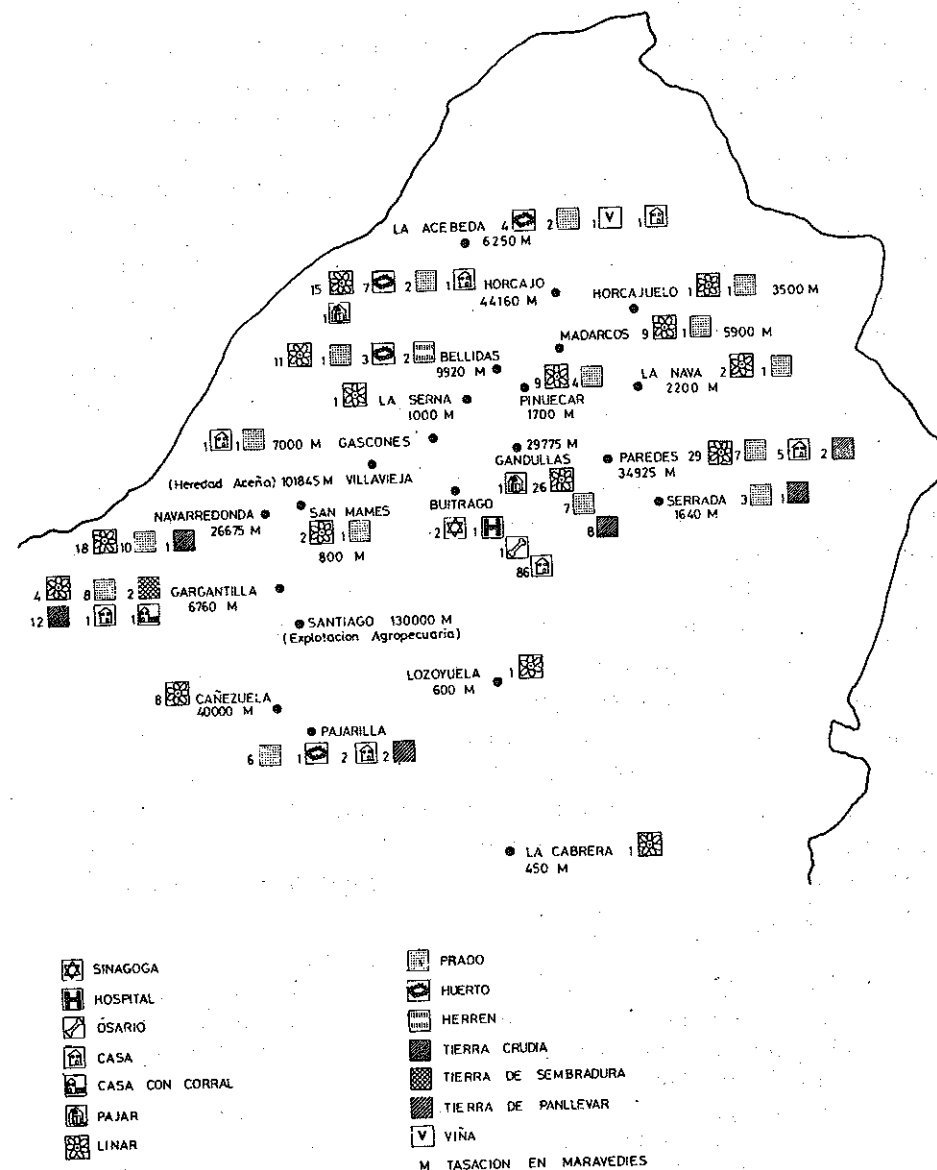 LA ACEBEDA 4 2 1 V 1
6250 M
15 7 2 1 HORCAJO
44160 M
1
HORCAJUELO 1 1 3500 M
MADARCOS 9 1 5900 M
11 1 3 2 BELLIDAS
9920 M
LA NAVA 2 1
2200 M
9 4
PINUECAR
1700 M
1 LA SERNA
1000 M
1 1 7000 M GASCONES
29775 M
GANDULLAS
1 26
7
8
PAREDES 29 7 5 2
34925 M
(Heredad Aceña) 101845 M VILLAVIEJA
BUITRAGO
2 1 H
1
86
SERRADA 3 1
1640 M
NAVARREDONDA
26675 M
18 10 1
SAN MAMES
2 1
800 M
4 8 2 GARGANTILLA
6760 M
12 1 1
SANTIAGO 130000 M
(Explotacion Agropecuaria)
LOZOYUELA 1
600 M
8 CAÑEZUELA
40000 M
PAJARILLA
6 1 2 2
LA CABRERA 1
450 M
SINAGOGA
H HOSPITAL
OSARIO
CASA
CASA CON CORRAL
PAJAR
LINAR
PRADO
HUERTO
HERREN
TIERRA CRUDIA
TIERRA DE SEMBRADURA
TIERRA DE PANLLEVAR
V VIÑA
M TASACION EN MARAVEDIES